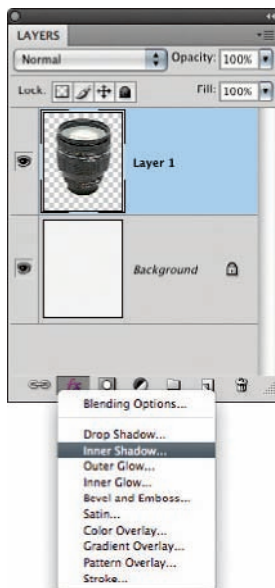 LAYERS
Normal Opacity: 100%
Lock: Fill: 100%
Layer 1
Background
fx
Blending Options...
Drop Shadow...
Inner Shadow...
Outer Glow...
Inner Glow...
Bevel and Emboss...
Satin...
Color Overlay...
Gradient Overlay...
Pattern Overlay...
Stroke...